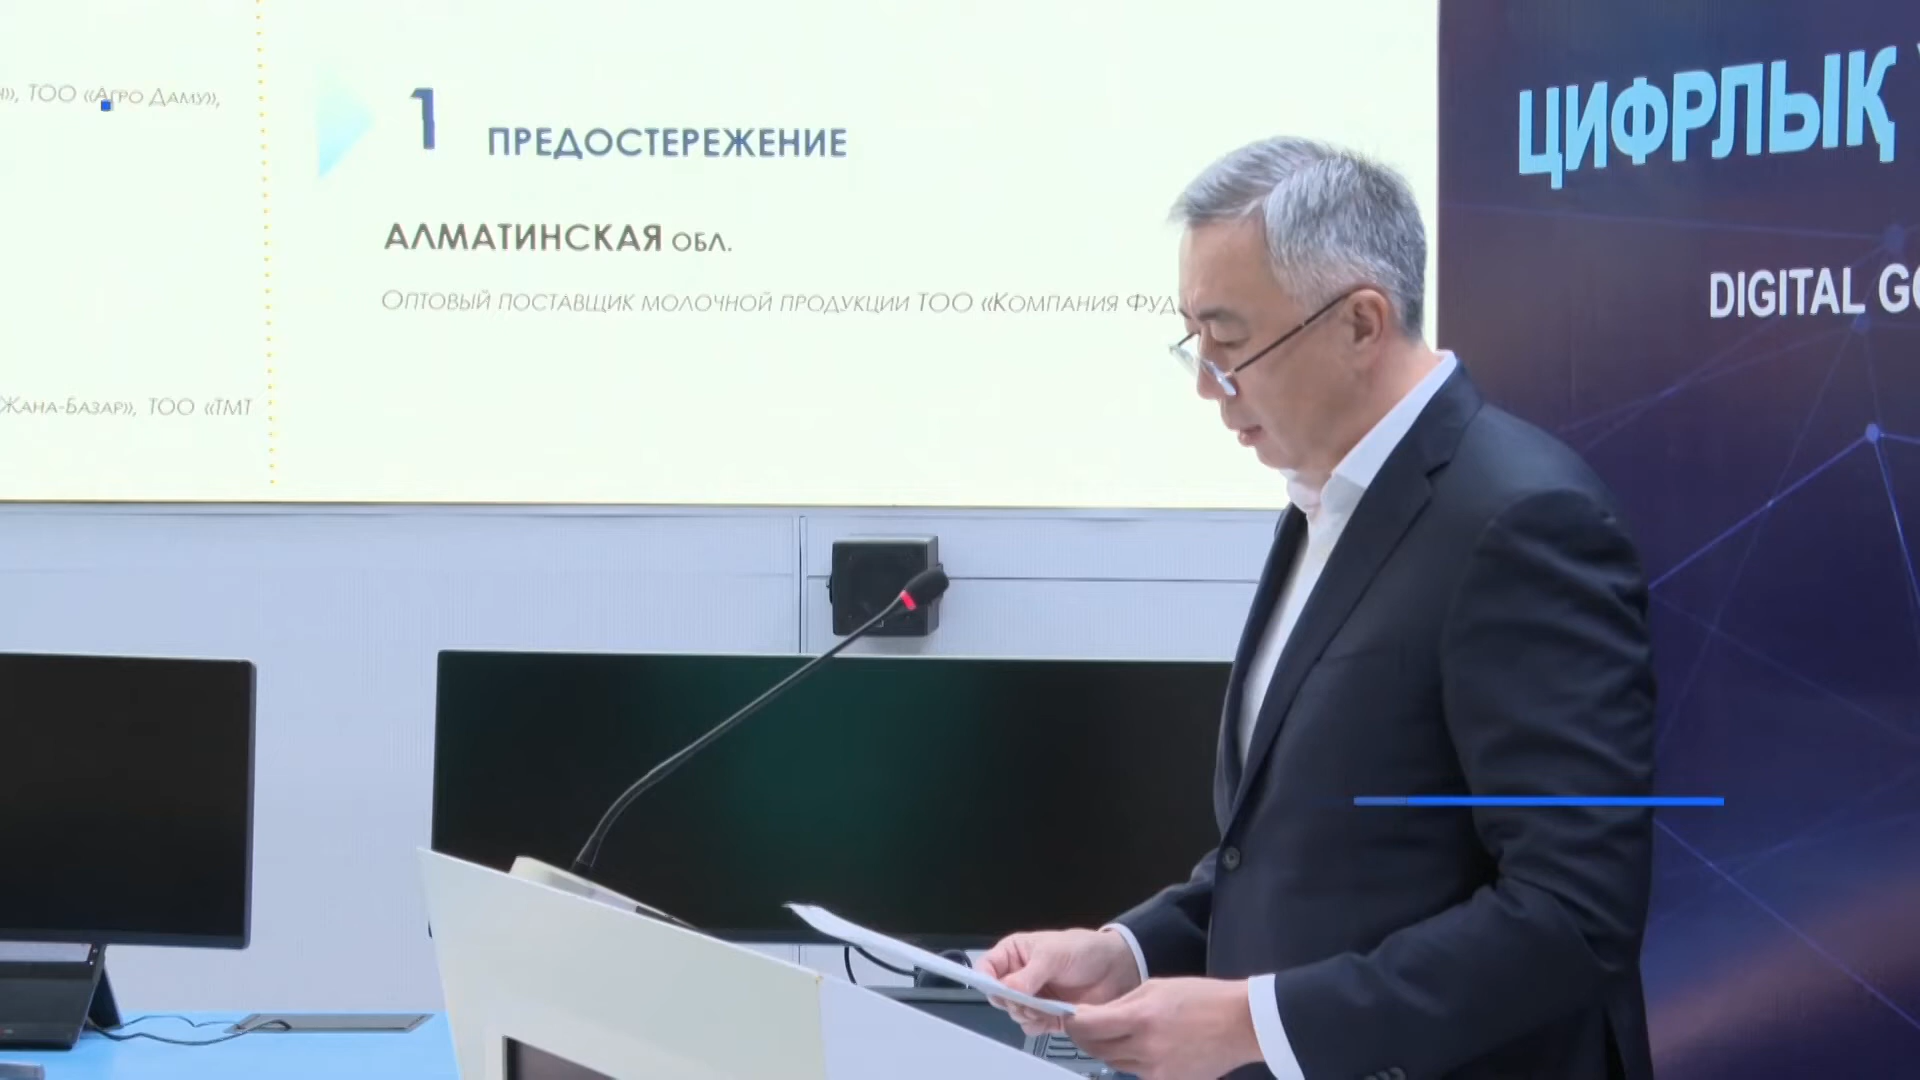 ТОО «Агро Даму»,
Жана-Базар», ТОО «ТМТ
1 ПРЕДОСТЕРЕЖЕНИЕ
АЛМАТИНСКАЯ ОБЛ.
Оптовый поставщик молочной продукции ТОО «Компания Фуд
ЦИФРЛЫҚ
DIGITAL GO